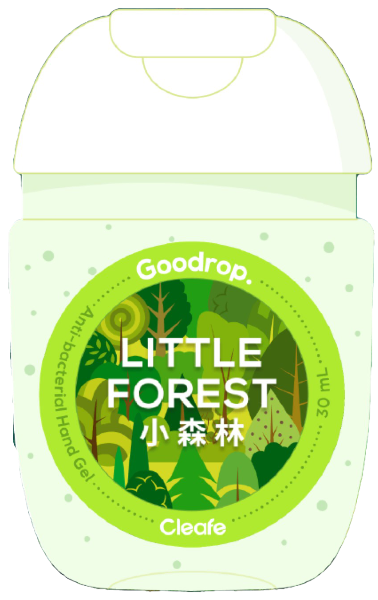 Goodrop.
LITTLE
FOREST
小森林
Anti-bacterial Hand Gel
30 mL
Cleafe